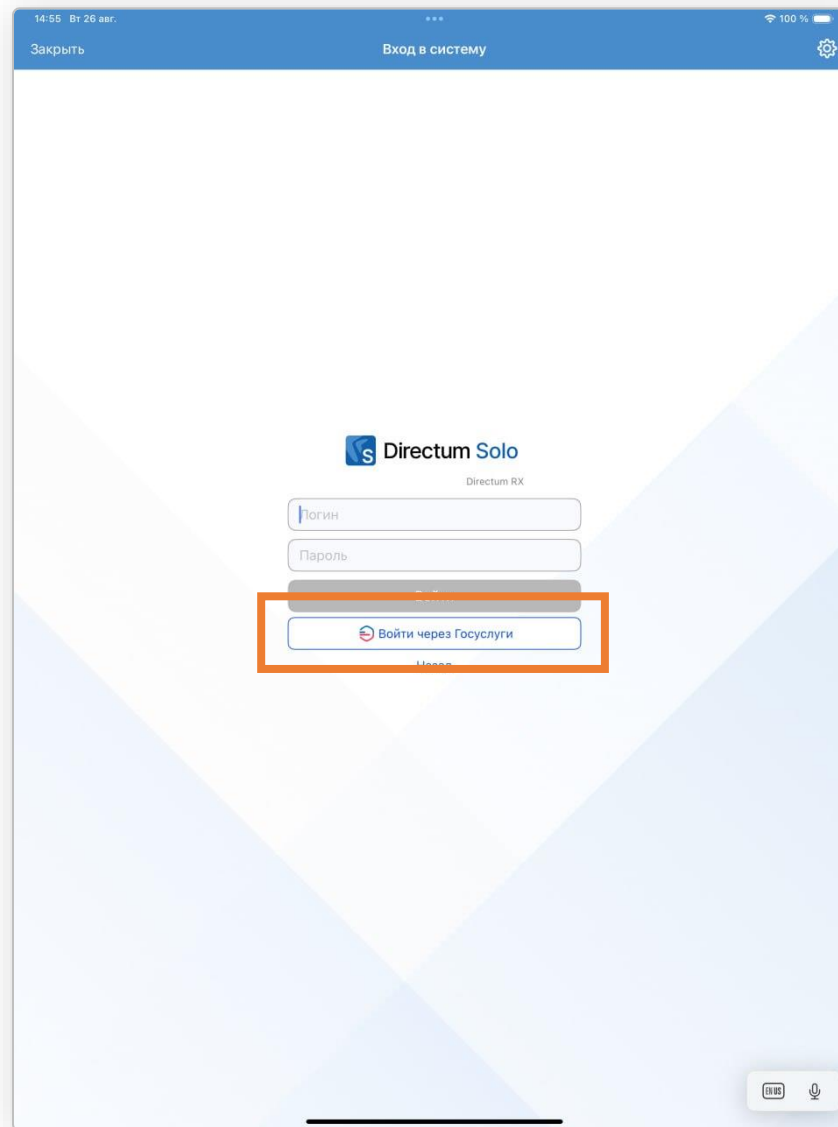 14:55 Вт 26 авг.
100 %
Закрыть
Вход в систему
S
Directum Solo
Directum RX
Логин
Пароль
Войти через Госуслуги
EN US